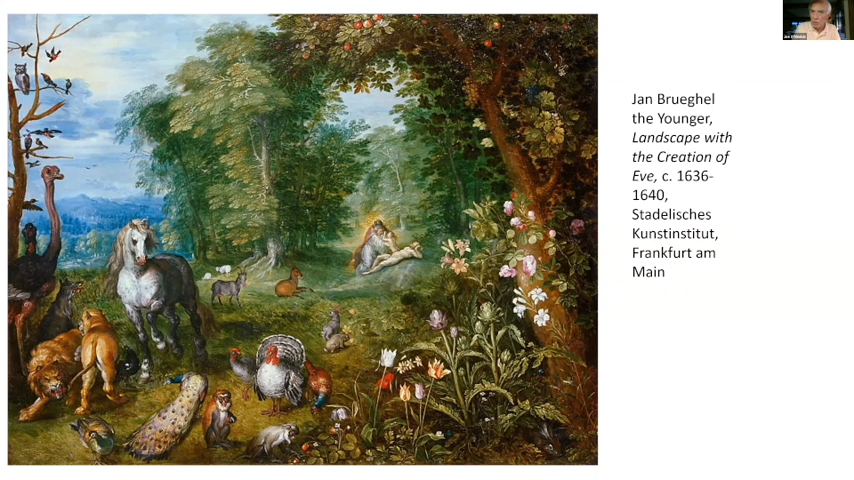 Jan Brueghel
the Younger,
Landscape with
the Creation of
Eve, c. 1636-
1640,
Stadelisches
Kunstinstitut,
Frankfurt am
Main